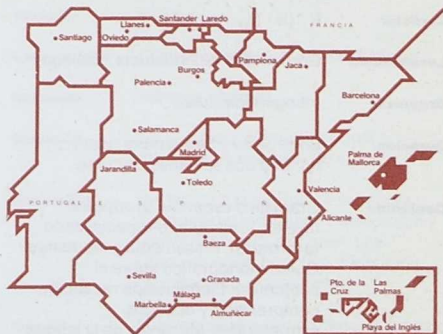 Santander Laredo
FRANCIA
Llanes
Santiago
Oviedo
Pamplona
Jaca
Burgos
Palencia
Barcelona
Salamanca
Madrid
Palma de
Mallorca
Jarandilla
Toledo
PORTUGAL
Valencia
Alicante
Baeza
Sevilla
Granada
Málaga
Marbella
Almuñécar
Pto. de la
Cruz
Las
Palmas
Playa del Inglés